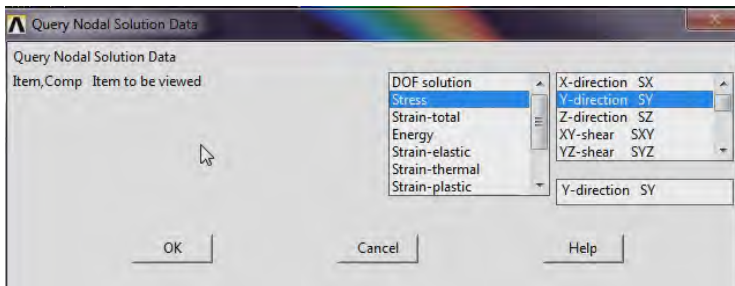 Query Nodal Solution Data
Query Nodal Solution Data
Item,Comp Item to be viewed
DOF solution
Stress
Strain-total
Energy
Strain-elastic
Strain-thermal
Strain-plastic
X-direction SX
Y-direction SY
Z-direction SZ
XY-shear SXY
YZ-shear SYZ
Y-direction SY
OK
Cancel
Help